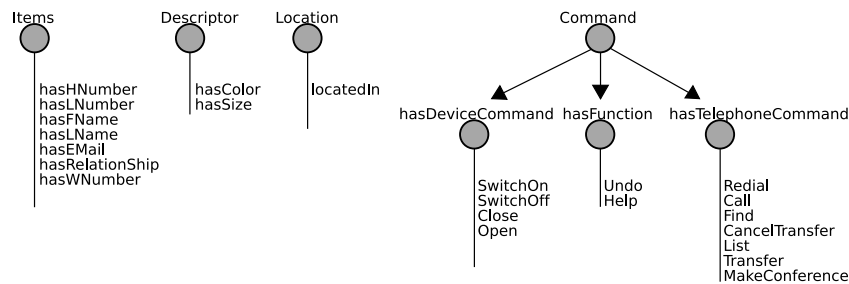 Items
Descriptor
Location
Command
hasHNumber
hasLNumber
hasFName
hasLName
hasEMail
hasRelationShip
hasWNumber
hasColor
hasSize
locatedIn
hasDeviceCommand
hasFunction
hasTelephoneCommand
SwitchOn
SwitchOff
Close
Open
Undo
Help
Redial
Call
Find
CancelTransfer
List
Transfer
MakeConference